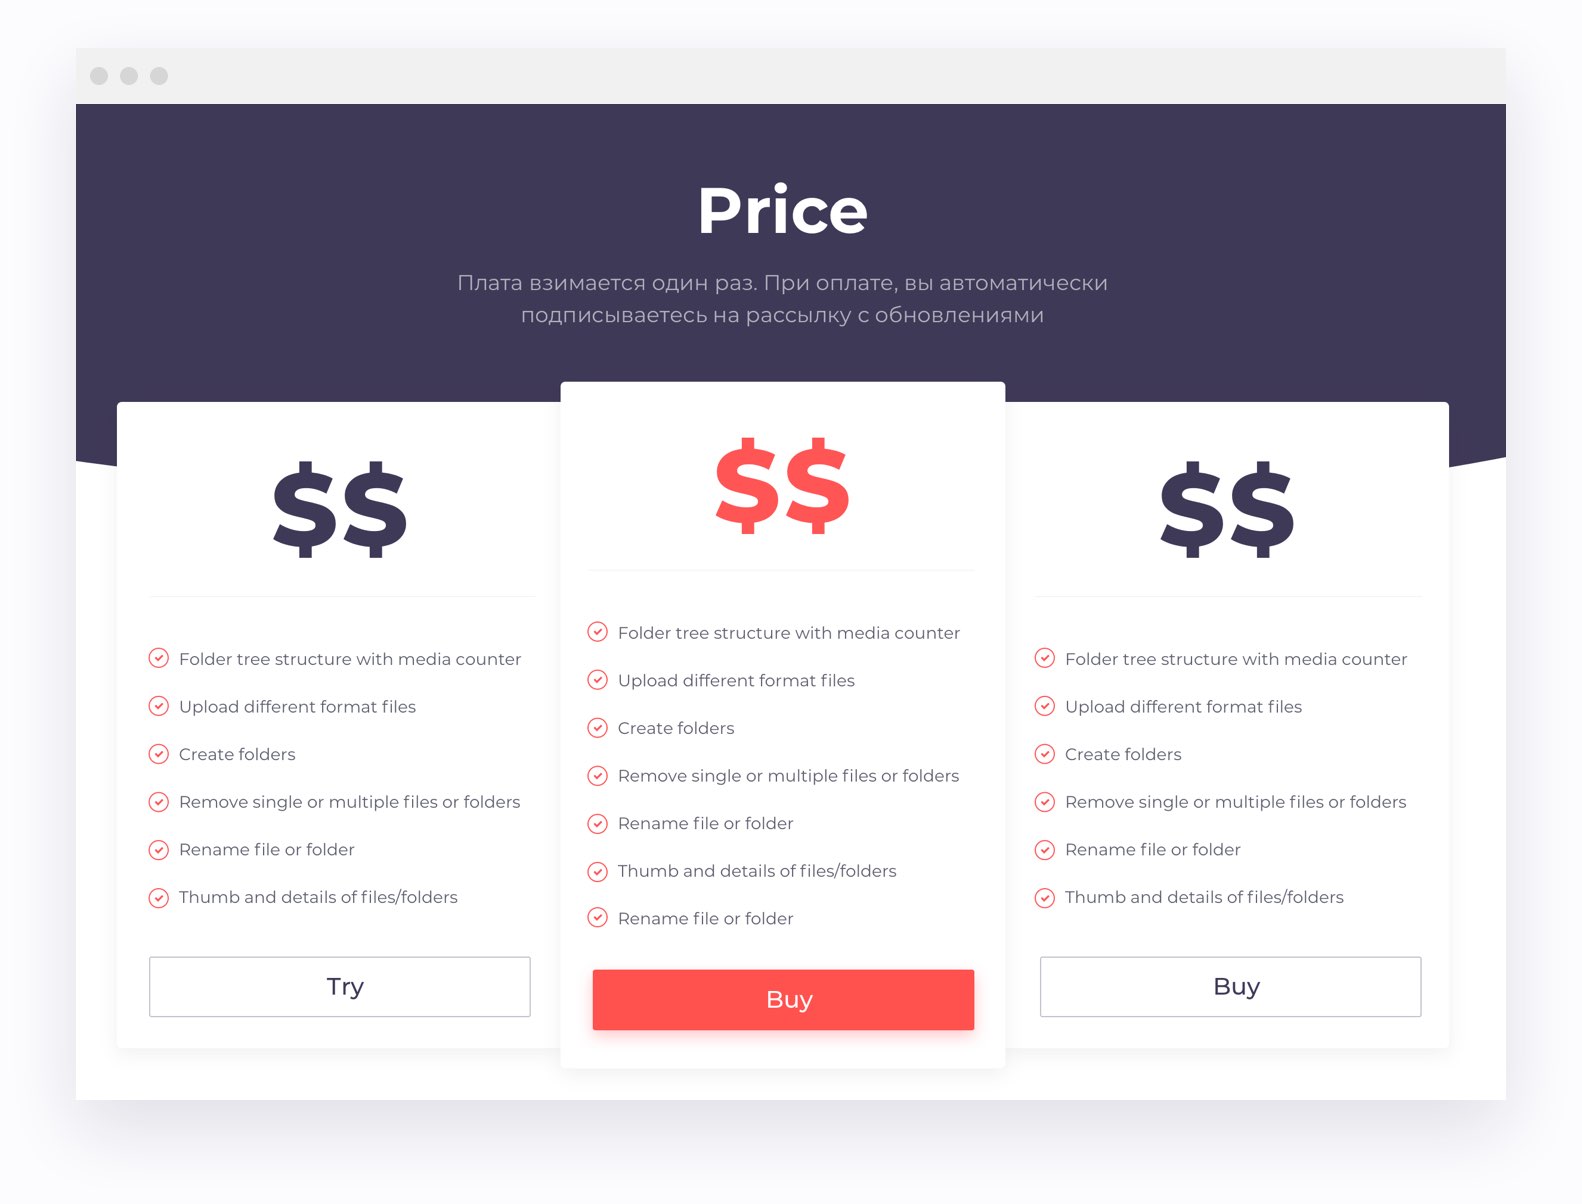 Price
Плата взимается один раз. При оплате, вы автоматически
подписываетесь на рассылку с обновлениями
$$
Folder tree structure with media counter
Upload different format files
Create folders
Remove single or multiple files or folders
Rename file or folder
Thumb and details of files/folders
Try
$$
Folder tree structure with media counter
Upload different format files
Create folders
Remove single or multiple files or folders
Rename file or folder
Thumb and details of files/folders
Rename file or folder
Buy
$$
Folder tree structure with media counter
Upload different format files
Create folders
Remove single or multiple files or folders
Rename file or folder
Thumb and details of files/folders
Buy